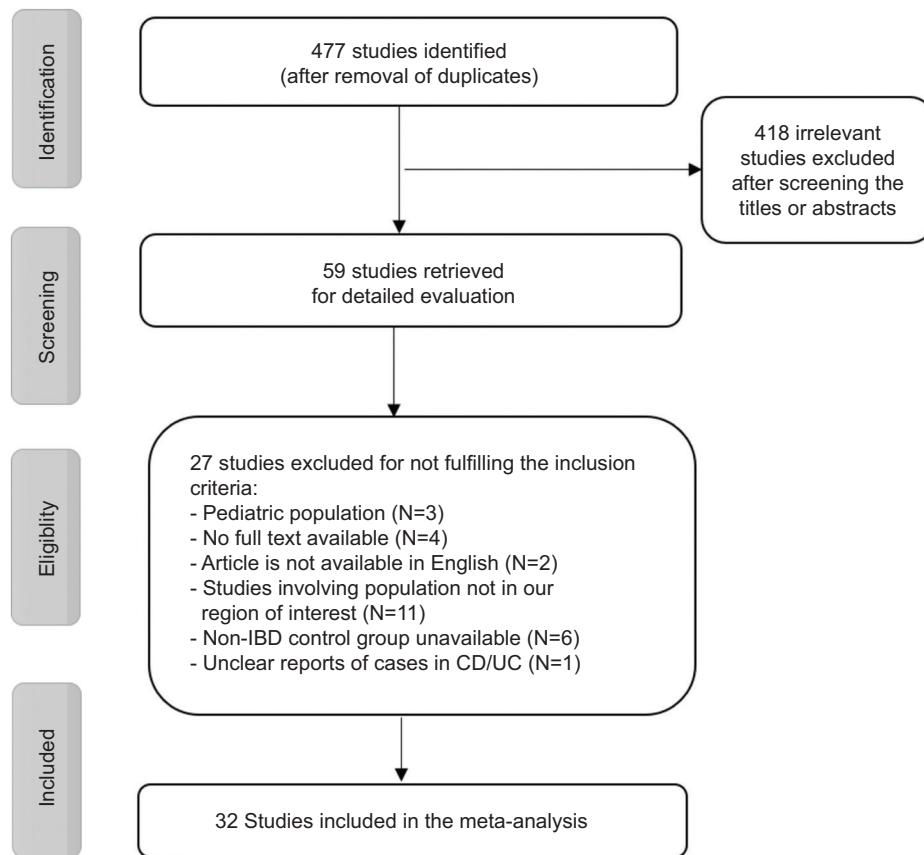 Identification
477 studies identified
(after removal of duplicates)
418 irrelevant
studies excluded
after screening the
titles or abstracts
Screening
59 studies retrieved
for detailed evaluation
Eligiblity
27 studies excluded for not fulfilling the inclusion
criteria:
- Pediatric population (N=3)
- No full text available (N=4)
- Article is not available in English (N=2)
- Studies involving population not in our
region of interest (N=11)
- Non-IBD control group unavailable (N=6)
- Unclear reports of cases in CD/UC (N=1)
Included
32 Studies included in the meta-analysis